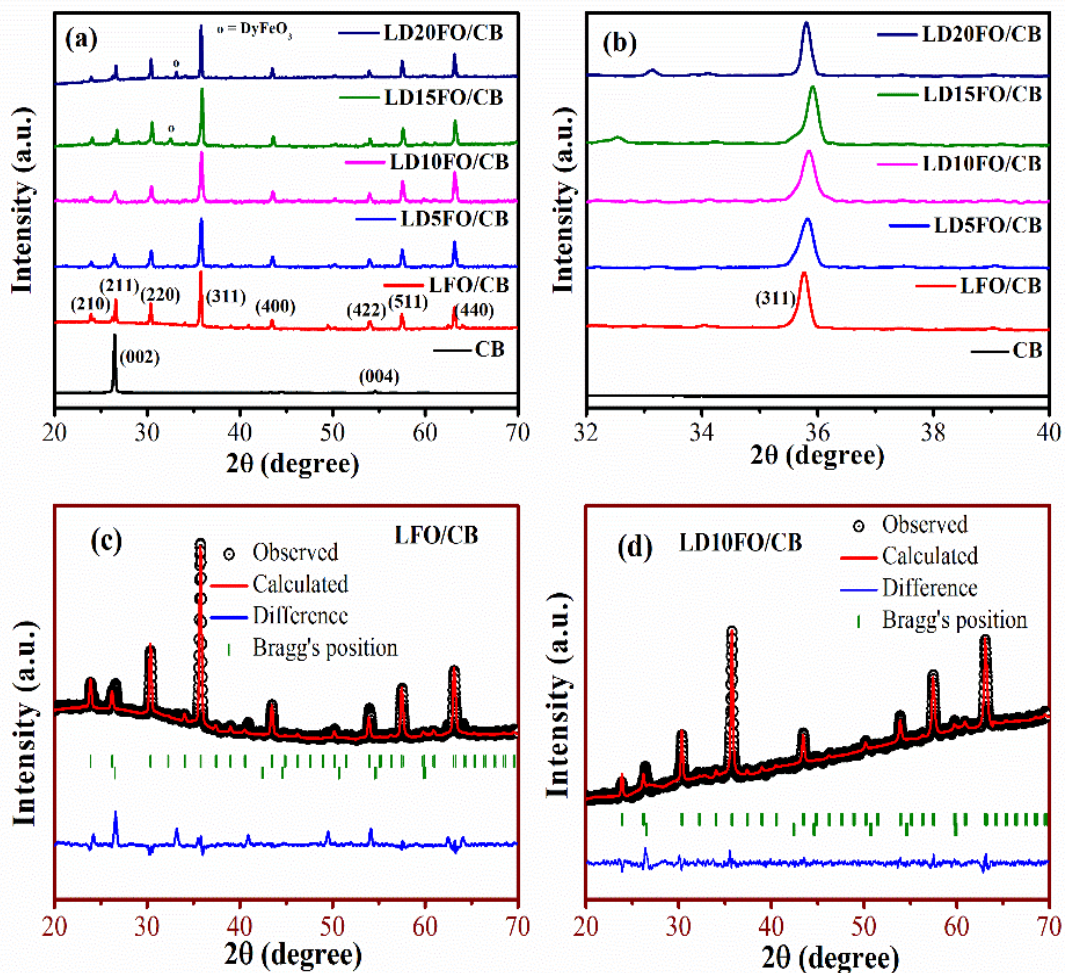 (a)
o = DyFeO3
LD20FO/CB
o
LD15FO/CB
o
LD10FO/CB
LD5FO/CB
(210)
(211)
(220)
(311)
(400)
(422)
(511)
(440)
LFO/CB
(002)
(004)
CB
Intensity (a.u.)
20 30 40 50 60 70
2θ (degree)
(b)
LD20FO/CB
LD15FO/CB
LD10FO/CB
LD5FO/CB
(311)
LFO/CB
CB
Intensity (a.u.)
32 34 36 38 40
2θ (degree)
(c)
LFO/CB
Observed
Calculated
Difference
Bragg's position
Intensity (a.u.)
20 30 40 50 60 70
2θ (degree)
(d)
LD10FO/CB
Observed
Calculated
Difference
Bragg's position
Intensity (a.u.)
20 30 40 50 60 70
2θ (degree)